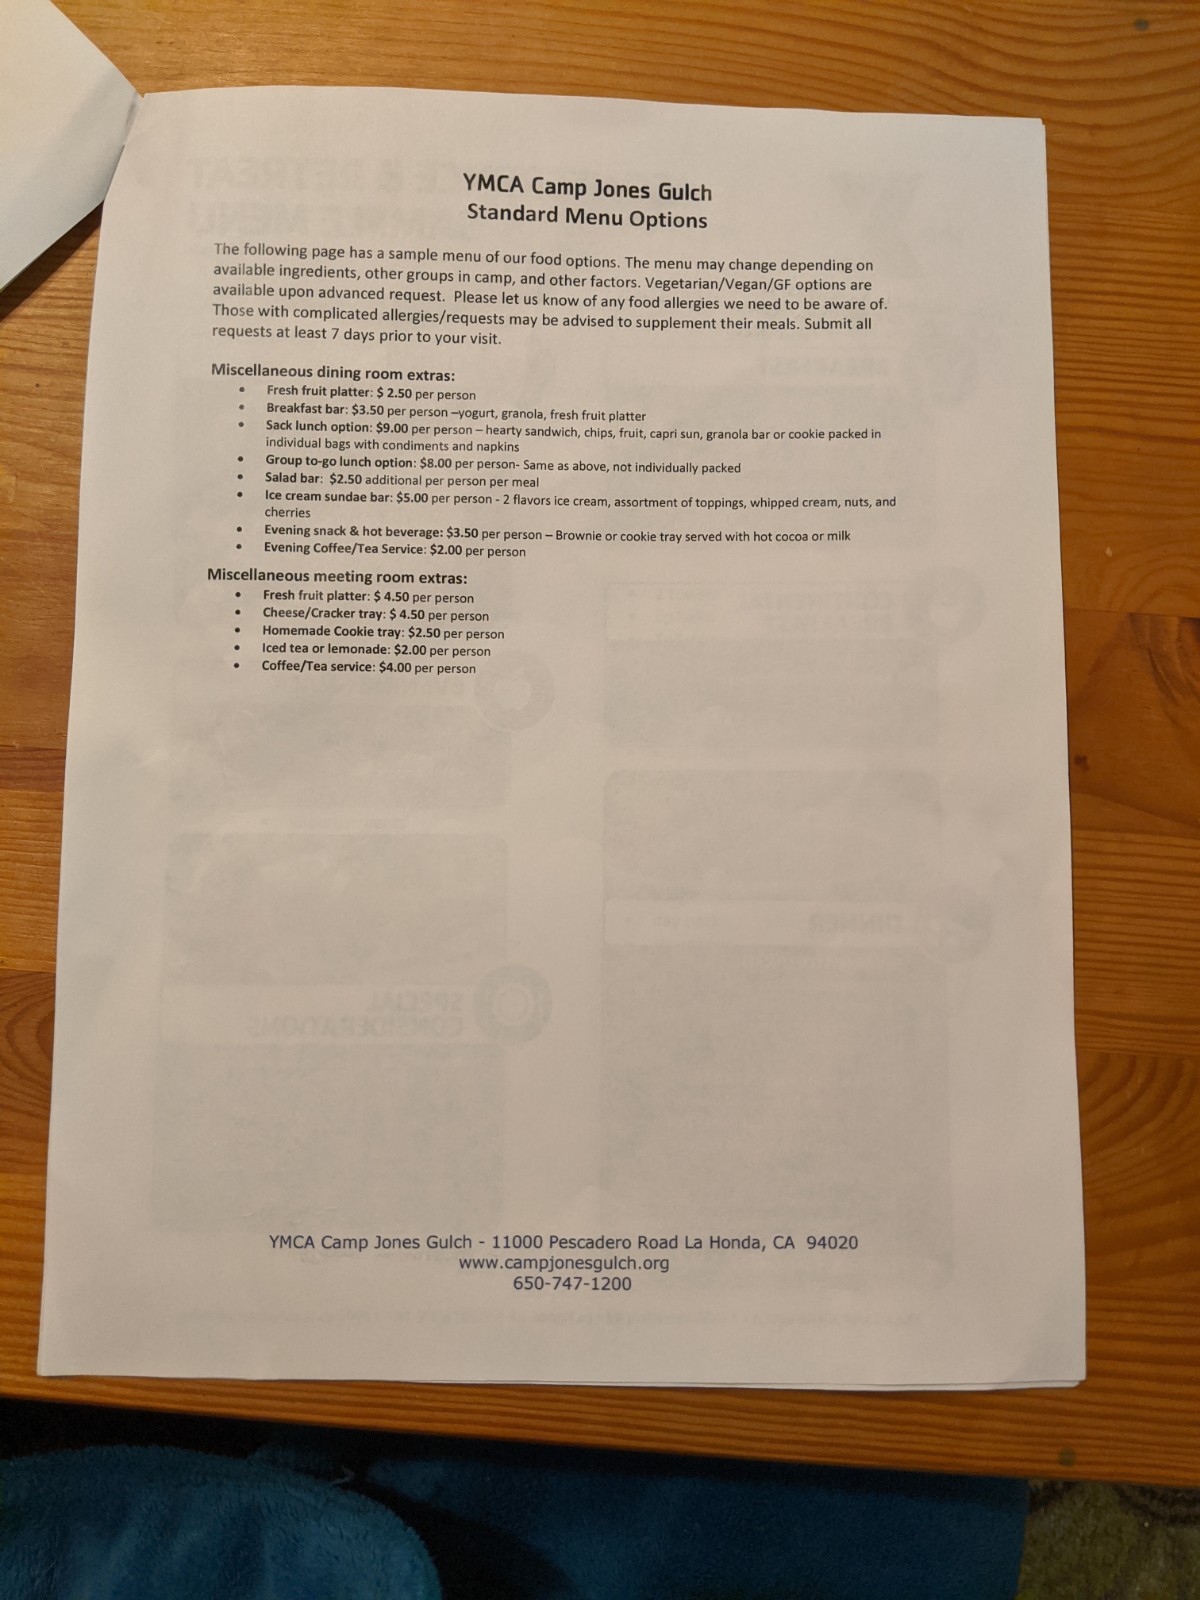 YMCA Camp Jones Gulch
Standard Menu Options
The following page has a sample menu of our food options. The menu may change depending on
available ingredients, other groups in camp, and other factors. Vegetarian/Vegan/GF options are
available upon advanced request.  Please let us know of any food allergies we need to be aware of.
Those with complicated allergies/requests may be advised to supplement their meals. Submit all
requests at least 7 days prior to your visit.
Miscellaneous dining room extras:
• Fresh fruit platter: $ 2.50 per person
• Breakfast bar: $3.50 per person –yogurt, granola, fresh fruit platter
• Sack lunch option: $9.00 per person – hearty sandwich, chips, fruit, capri sun, granola bar or cookie packed in
individual bags with condiments and napkins
• Group to-go lunch option: $8.00 per person- Same as above, not individually packed
• Salad bar:  $2.50 additional per person per meal
• Ice cream sundae bar: $5.00 per person - 2 flavors ice cream, assortment of toppings, whipped cream, nuts, and
cherries
• Evening snack & hot beverage: $3.50 per person – Brownie or cookie tray served with hot cocoa or milk
• Evening Coffee/Tea Service: $2.00 per person
Miscellaneous meeting room extras:
• Fresh fruit platter: $ 4.50 per person
• Cheese/Cracker tray: $ 4.50 per person
• Homemade Cookie tray: $2.50 per person
• Iced tea or lemonade: $2.00 per person
• Coffee/Tea service: $4.00 per person
YMCA Camp Jones Gulch - 11000 Pescadero Road La Honda, CA  94020
www.campjonesgulch.org
650-747-1200